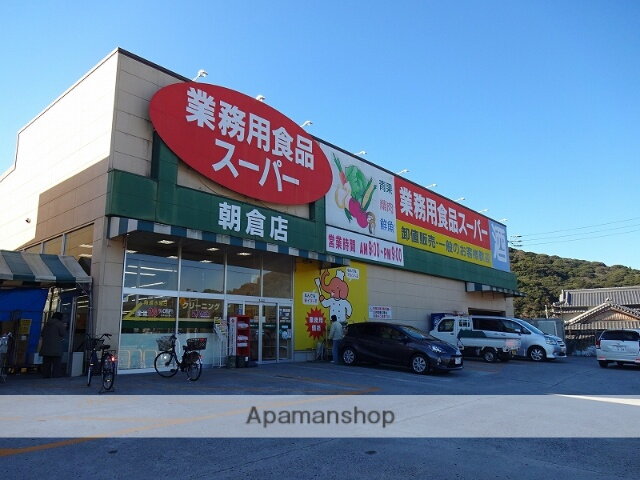 業務用食品
スーパー
朝倉店
青果
精肉
鮮魚
営業時間 AM9:00~PM9:00
業務用食品スーパー
卸値販売・一般のお客様歓迎
酒
クリーニング
Apamanshop